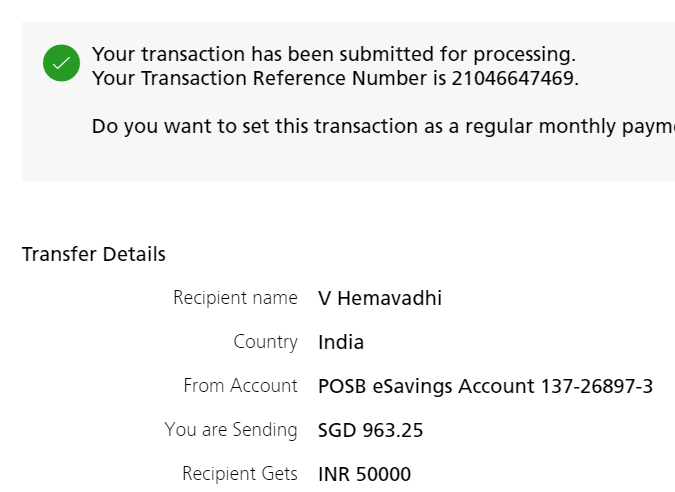 Your transaction has been submitted for processing.
Your Transaction Reference Number is 21046647469.
Do you want to set this transaction as a regular monthly
Transfer Details
Recipient name V Hemavadhi
Country India
From Account POSB eSavings Account 137-26897-3
You are Sending SGD 963.25
Recipient Gets INR 50000